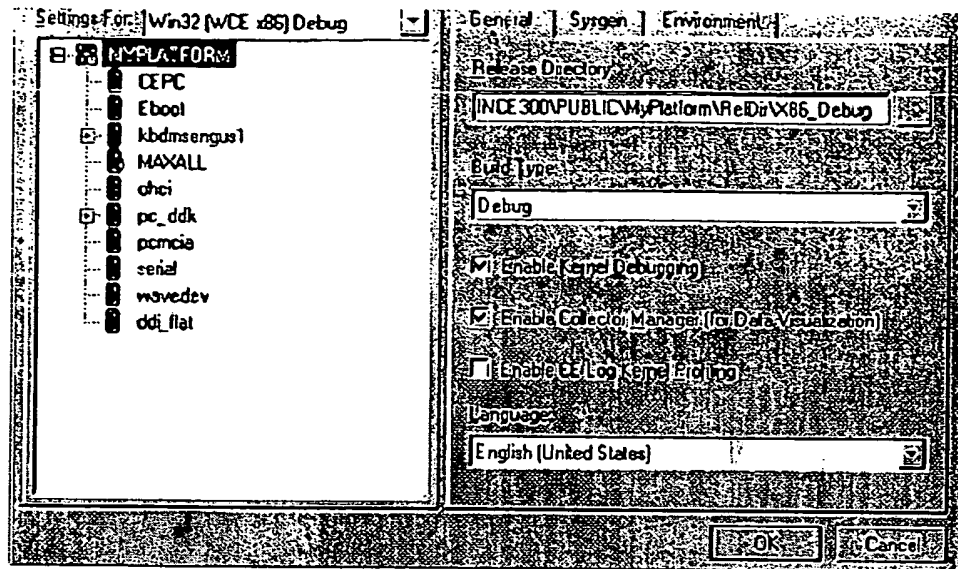 Settings For: Win32 (WCE x86) Debug
MYPLATFORM
CEPC
Eboot
kbdmsengus1
MAXALL
ohci
pc_ddk
pcmcia
serial
wavedev
ddi_flat
General Sysgen Environment
Release Directory:
INCE300\PUBLIC\MyPlatform\RelDir\X86_Debug
Build Type:
Debug
Enable Kernel Debugging
Enable Collector Manager (for Data Visualization)
Enable CE Log Kernel Profiling
Language:
English (United States)
OK Cancel